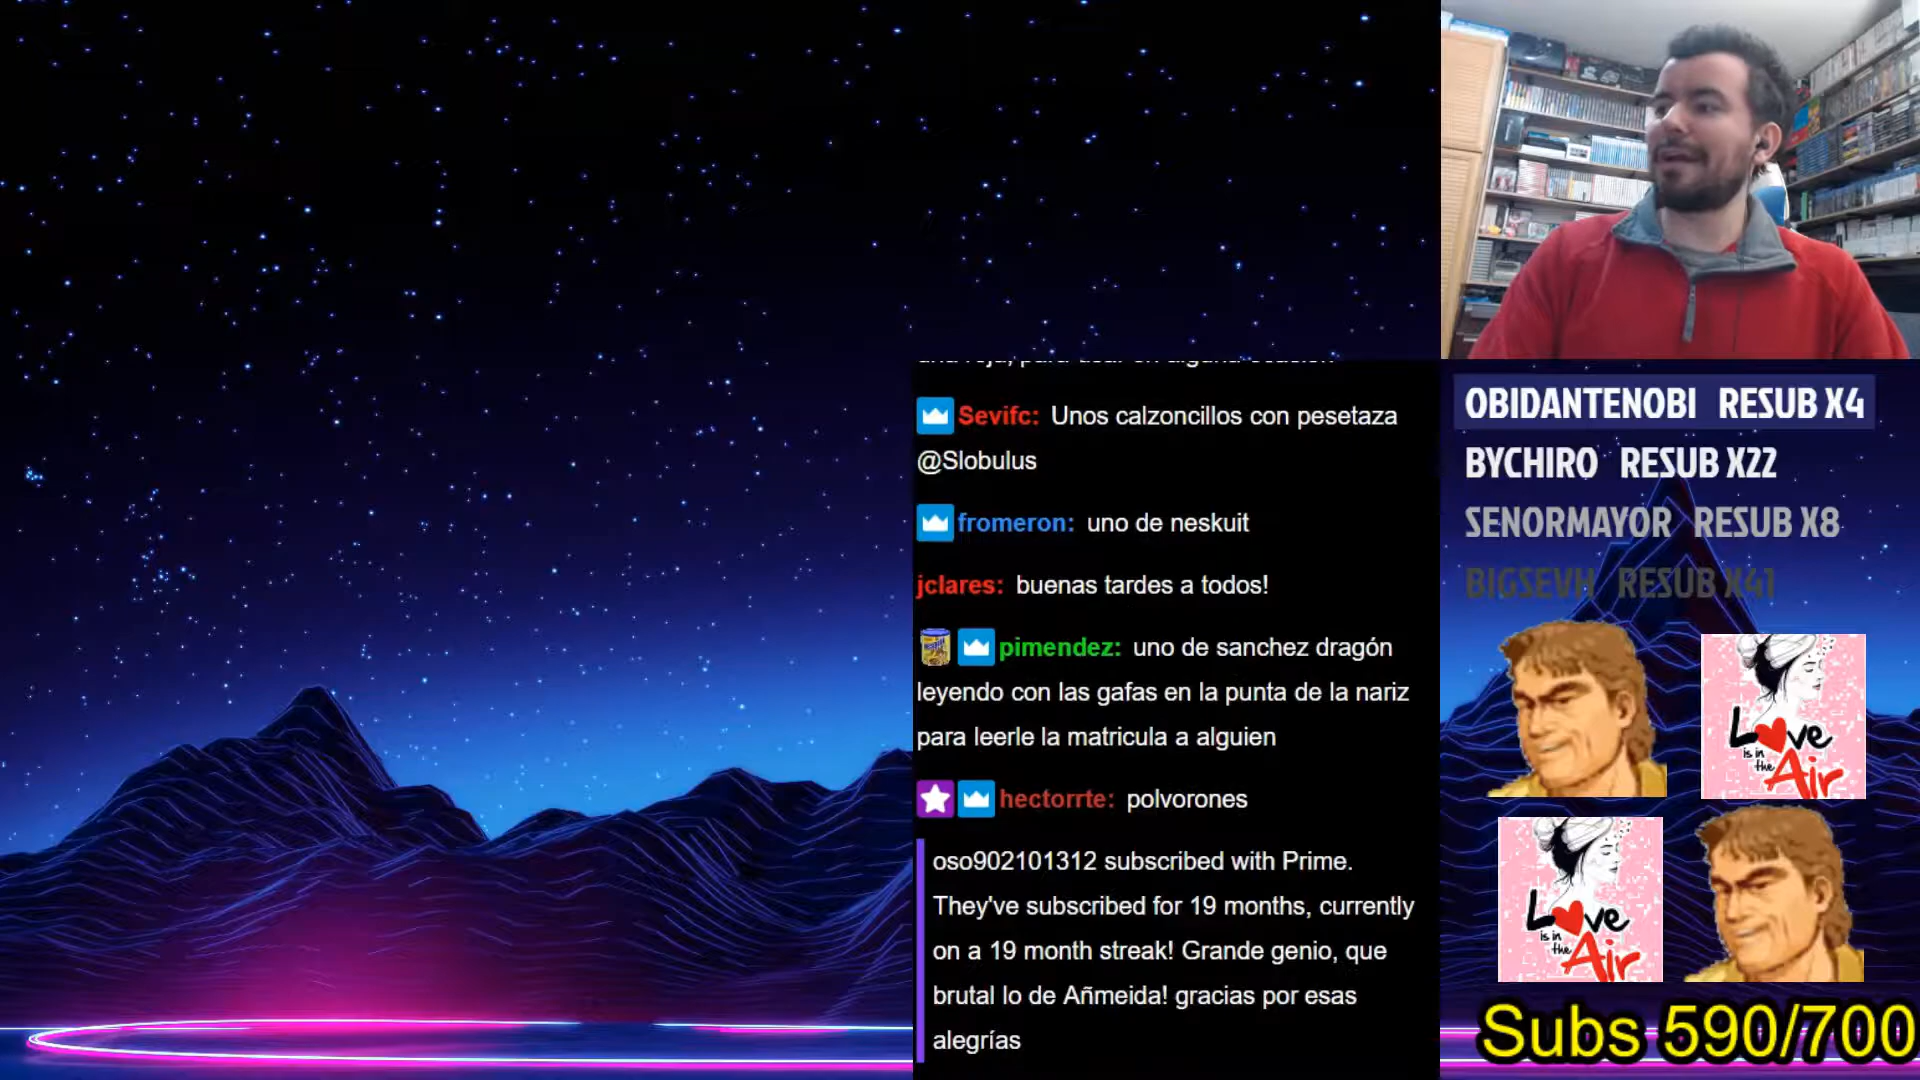 Sevifc: Unos calzoncillos con pesetaza
@Slobulus
fromeron: uno de neskuit
jclares: buenas tardes a todos!
pimendez: uno de sanchez dragón
leyendo con las gafas en la punta de la nariz
para leerle la matricula a alguien
hectorrte: polvorones
oso902101312 subscribed with Prime.
They've subscribed for 19 months, currently
on a 19 month streak! Grande genio, que
brutal lo de Añmeida! gracias por esas
alegrías
OBIDANTENOBI RESUB X4
BYCHIRO RESUB X22
SENORMAYOR RESUB X8
BIGSEVH RESUB X41
Love
is in
the Air
Love
is in
the Air
Subs 590/700